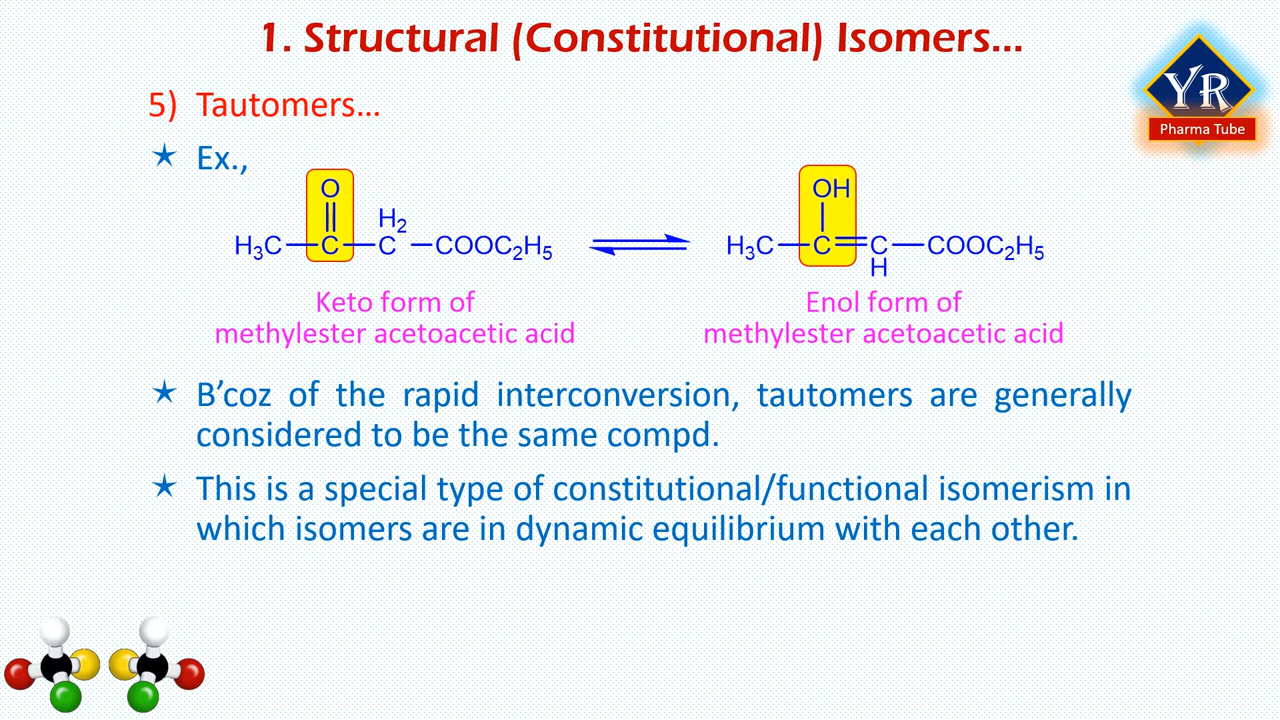 1. Structural (Constitutional) Isomers...
YR
Pharma Tube
5) Tautomers...
★ Ex.,
O
OH
H₂
H₃C—C—C—COOC₂H₅
H₃C—C=C—COOC₂H₅
H
Keto form of
methylester acetoacetic acid
Enol form of
methylester acetoacetic acid
★ B’coz of the rapid interconversion, tautomers are generally
considered to be the same compd.
★ This is a special type of constitutional/functional isomerism in
which isomers are in dynamic equilibrium with each other.